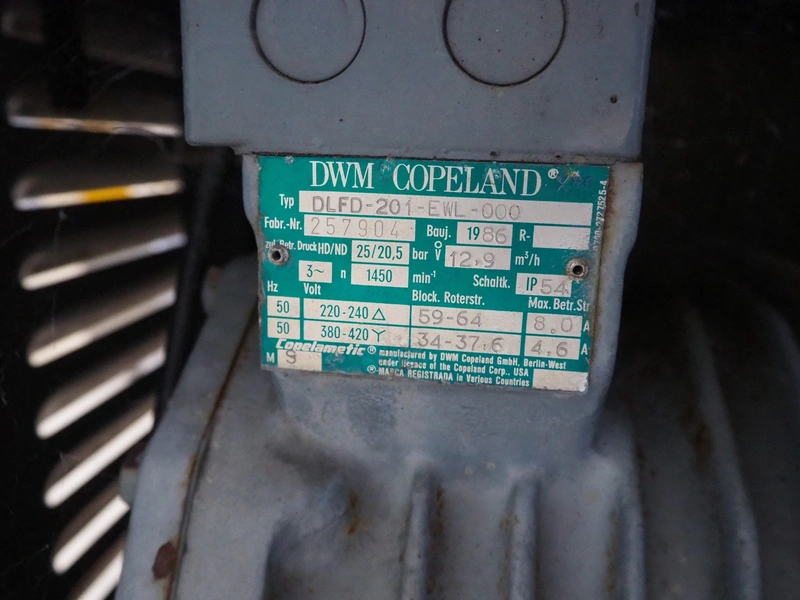 DWM COPELAND®
Typ DLFD-201-EWL-000
Fabr.-Nr. 257904 Bauj. 1986 R-
zul. Betr. Druck HD/ND 25/20,5 bar V̊ 12,9 m³/h
3~ n 1450 min⁻¹ Schaltk. IP 54
Hz Volt Block. Roterstr. Max. Betr. Str
50 220-240 △ 59-64 8.0 A
50 380-420 Y 34-37.6 4.6 A
Copelametic® manufactured by DWM Copeland GmbH, Berlin-West
M 9 under licence of the Copeland Corp., USA
® MARCA REGISTRADA in Various Countries